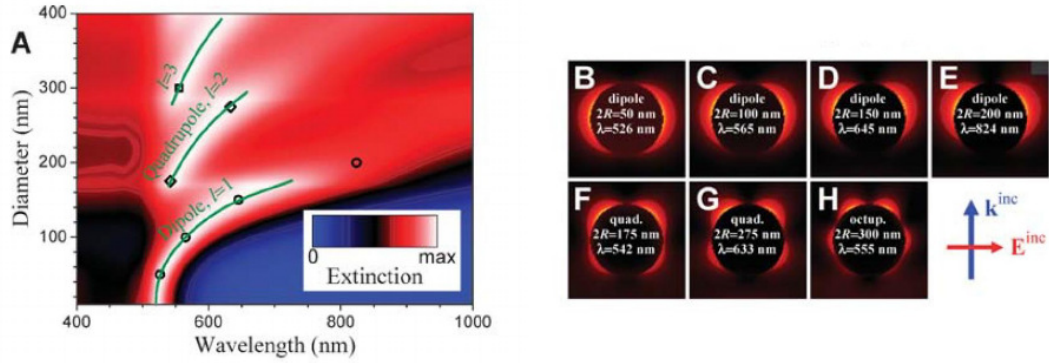 A
400
300
200
100
0
Diameter (nm)
400
600
800
1000
Wavelength (nm)
l=3
Quadrupole, l=2
Dipole, l=1
0
max
Extinction
B
dipole
2R=50 nm
λ=526 nm
C
dipole
2R=100 nm
λ=565 nm
D
dipole
2R=150 nm
λ=645 nm
E
dipole
2R=200 nm
λ=824 nm
F
quad.
2R=175 nm
λ=542 nm
G
quad.
2R=275 nm
λ=633 nm
H
octup.
2R=300 nm
λ=555 nm
k^inc
E^inc